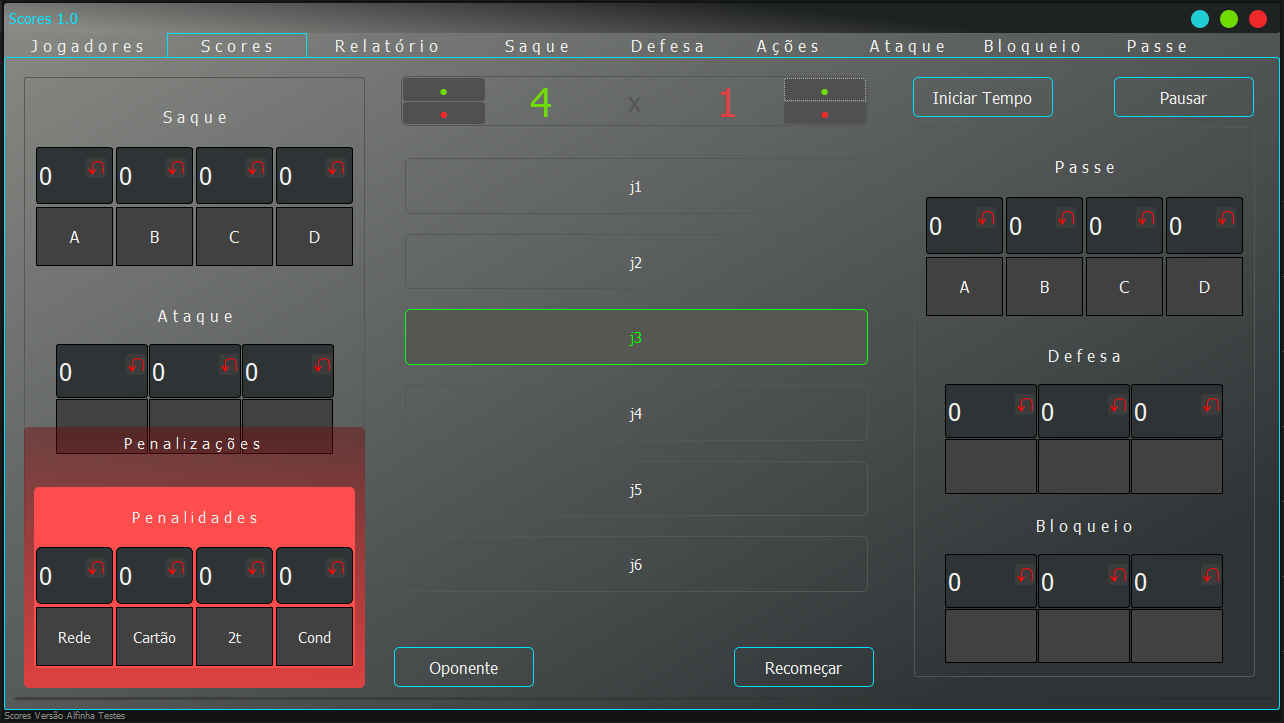 Scores 1.0
Jogadores Scores Relatório Saque Defesa Ações Ataque Bloqueio Passe
Saque
0 0 0 0
A B C D
Ataque
0 0 0
Penalizações
Penalidades
0 0 0 0
Rede Cartão 2t Cond
4 x 1
j1
j2
j3
j4
j5
j6
Oponente Recomeçar
Iniciar Tempo Pausar
Passe
0 0 0 0
A B C D
Defesa
0 0 0
Bloqueio
0 0 0
Scores Versão Alfinha Testes